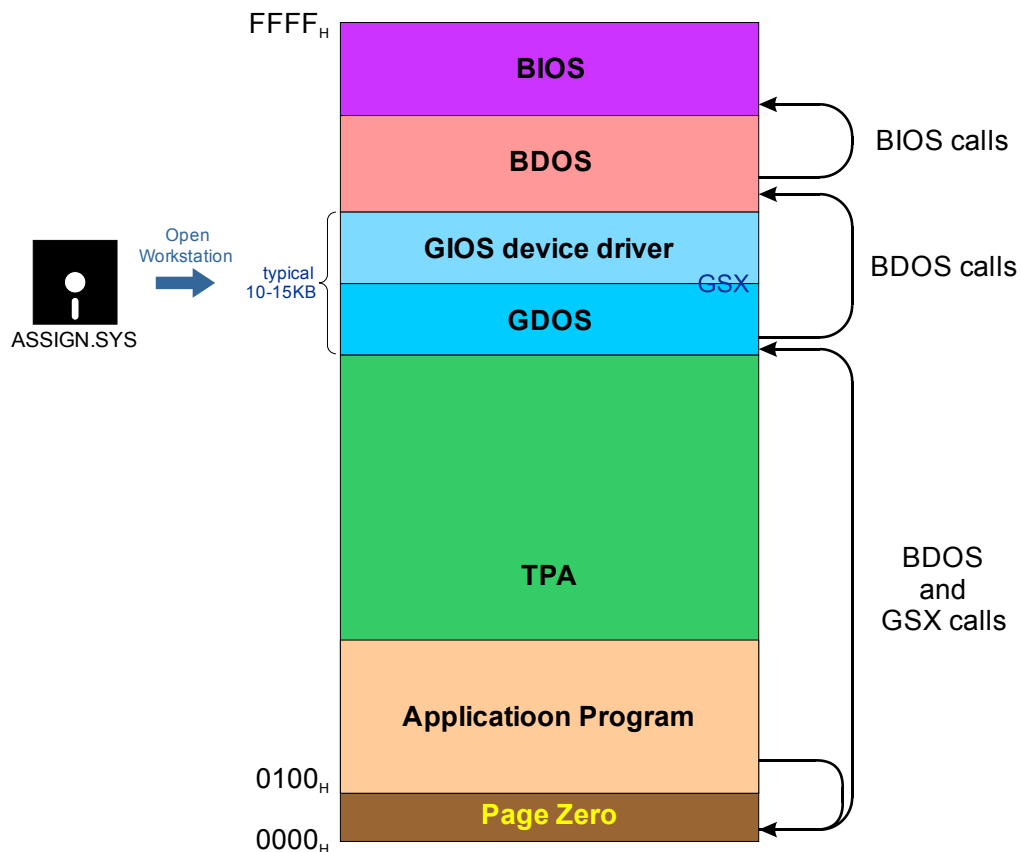 FFFFH
BIOS
BIOS calls
BDOS
GIOS device driver
BDOS calls
Open
Workstation
typical
10-15KB
GSX
GDOS
ASSIGN.SYS
TPA
BDOS
and
GSX calls
Applicatioon Program
0100H
Page Zero
0000H